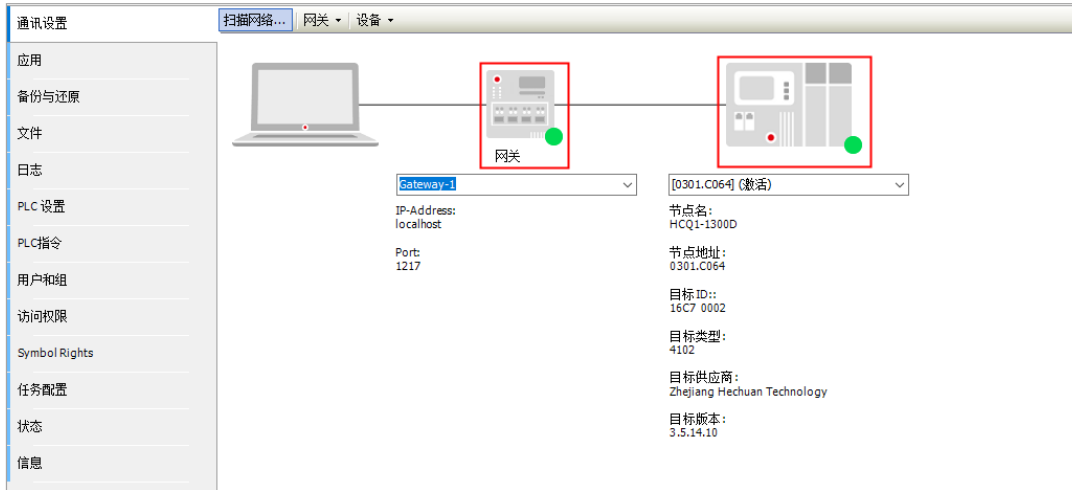 通讯设置
应用
备份与还原
文件
日志
PLC 设置
PLC指令
用户和组
访问权限
Symbol Rights
任务配置
状态
信息
扫描网络... 网关 设备
网关
Gateway-1
IP-Address:
localhost
Port:
1217
[0301.C064] (激活)
节点名:
HCQ1-1300D
节点地址:
0301.C064
目标ID::
16C7 0002
目标类型:
4102
目标供应商:
Zhejiang Hechuan Technology
目标版本:
3.5.14.10